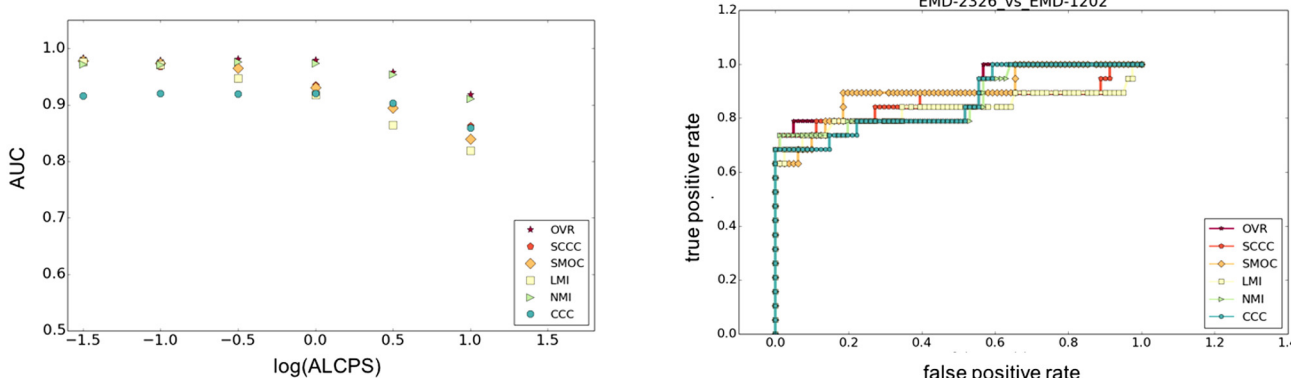 EMD-2326_vs_EMD-1202
AUC
1.0
0.9
0.8
0.7
0.6
0.5
−1.5 −1.0 −0.5 0.0 0.5 1.0 1.5
log(ALCPS)
OVR
SCCC
SMOC
LMI
NMI
CCC
true positive rate
1.2
1.0
0.8
0.6
0.4
0.2
0.0
0.0 0.2 0.4 0.6 0.8 1.0 1.2 1.4
false positive rate
OVR
SCCC
SMOC
LMI
NMI
CCC